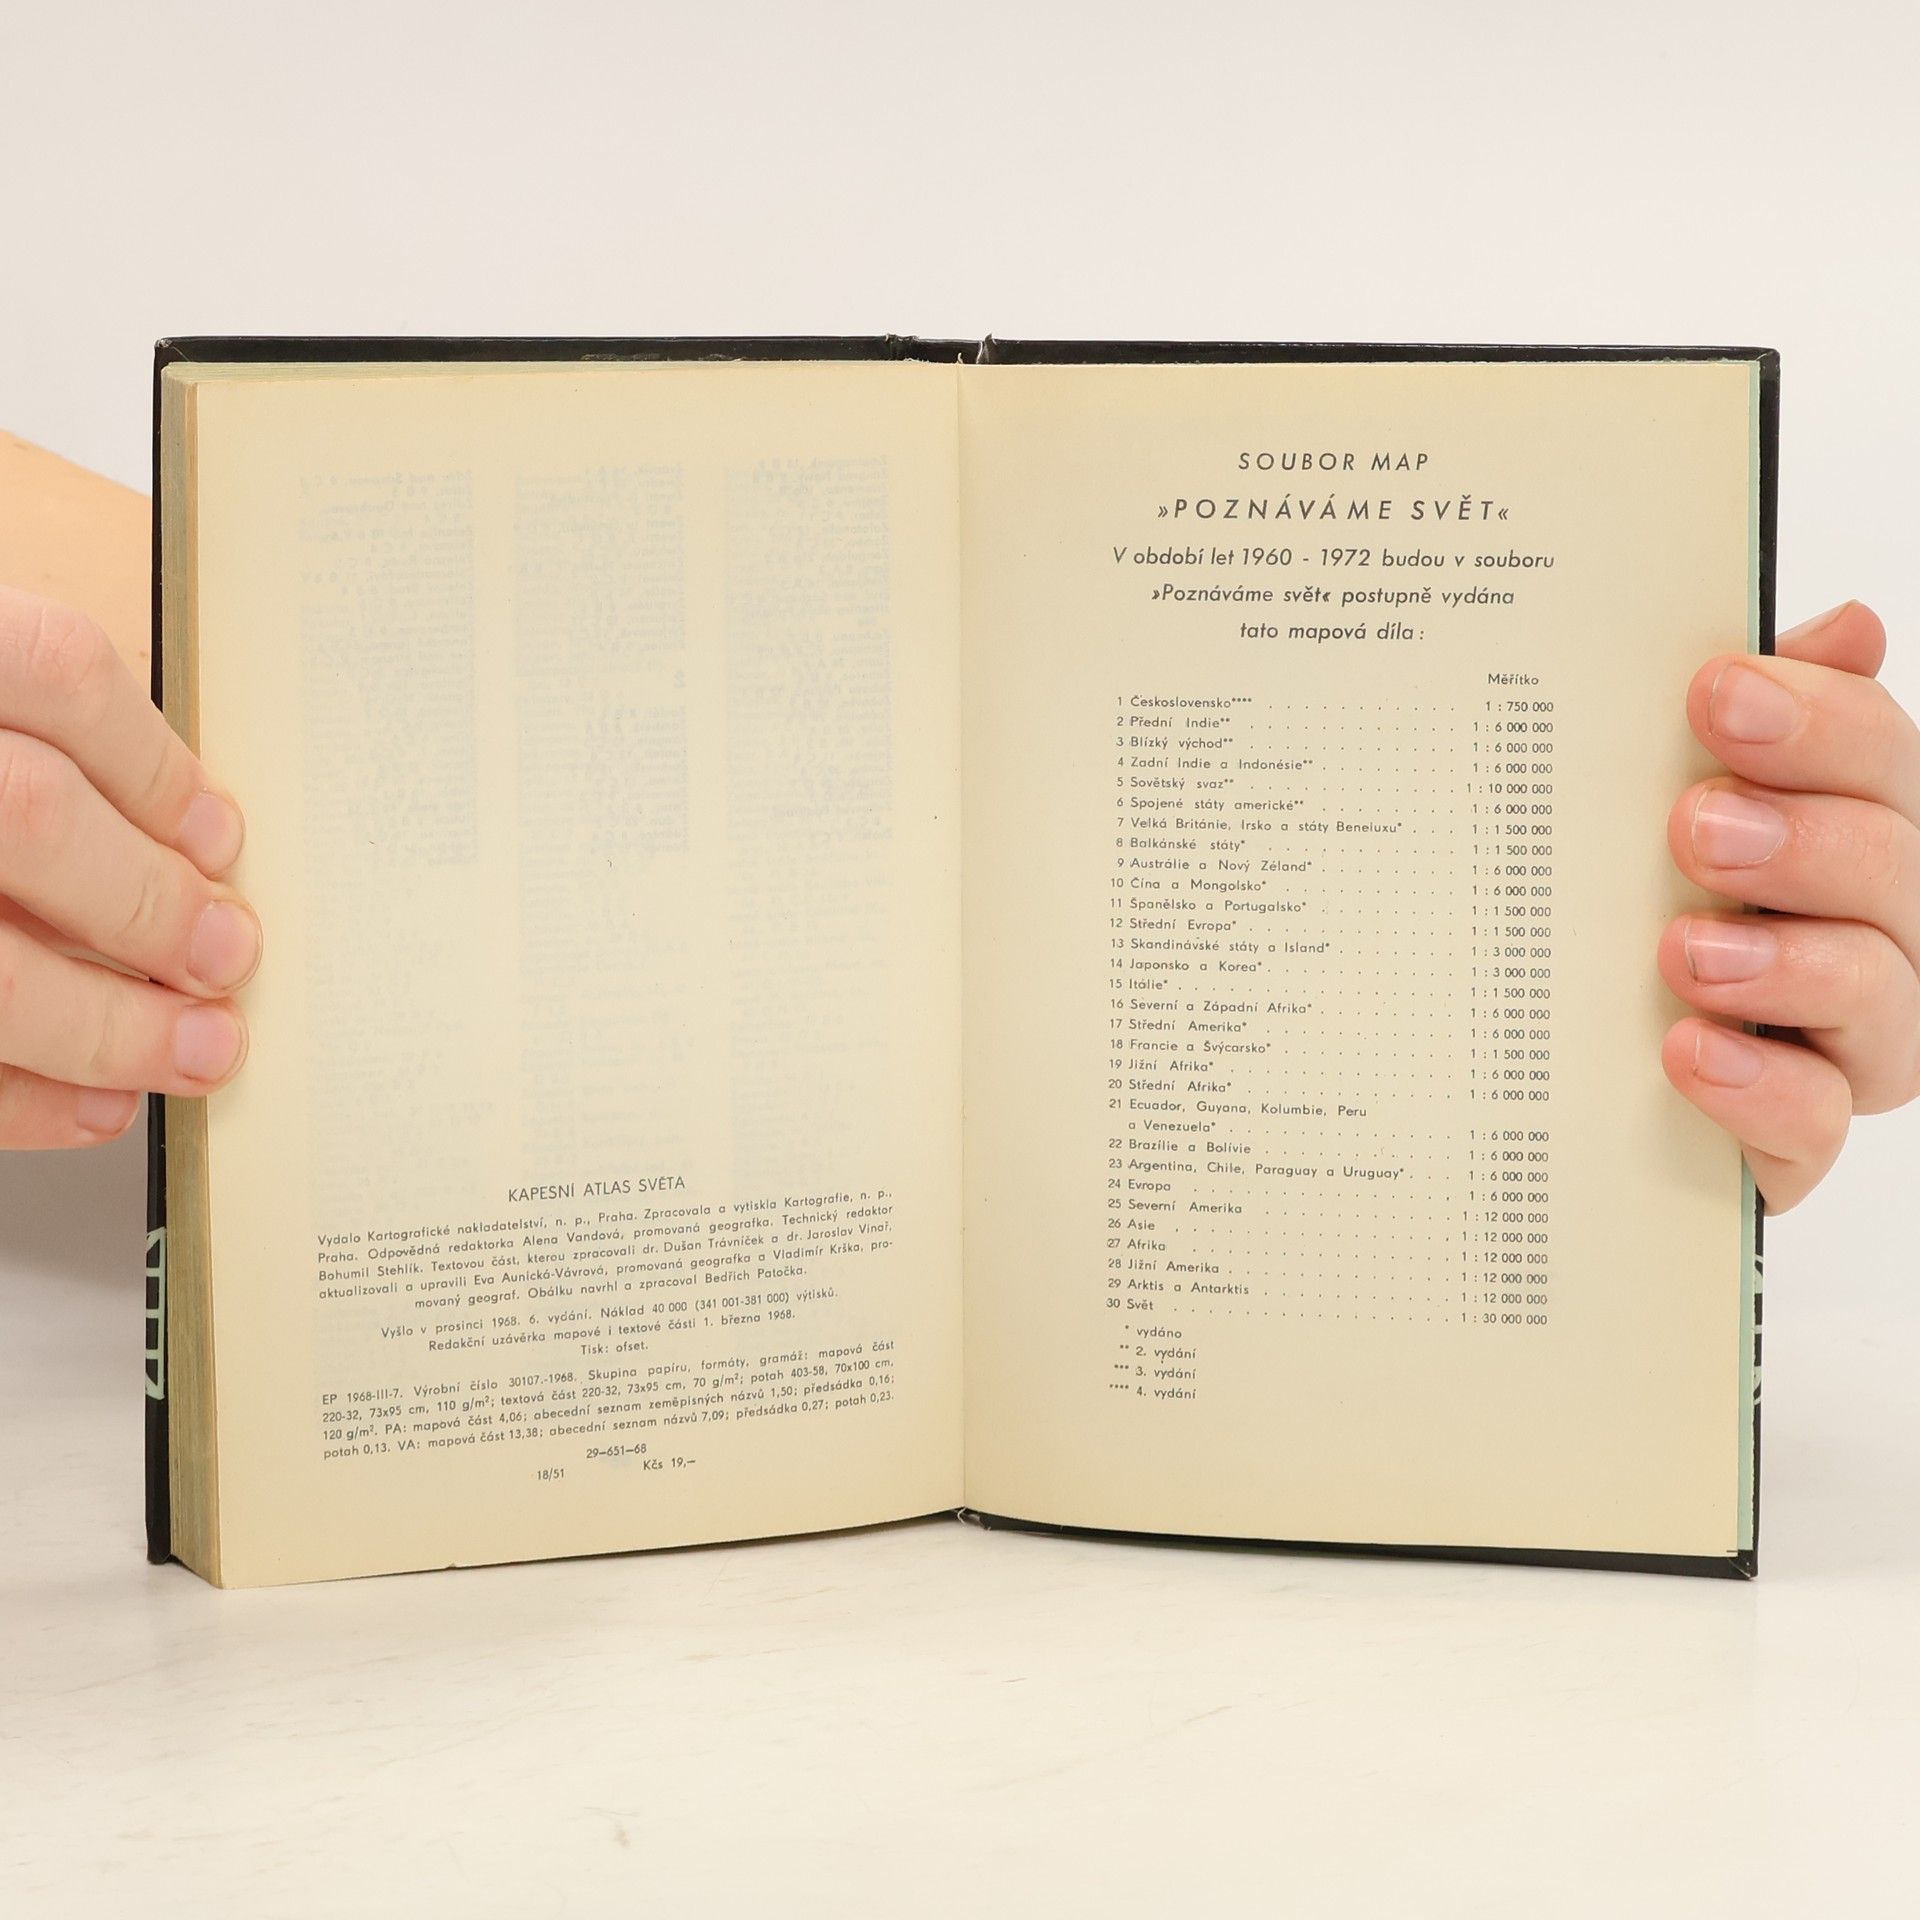 KAPESNÍ ATLAS SVĚTA
Vydalo Kartografické nakladatelství, n. p., Praha. Zpracovala a vytiskla Kartografie, n. p.,
Praha. Odpovědná redaktorka Alena Vandová, promovaná geografka. Technický redaktor
Bohumil Stehlík. Textovou část, kterou zpracovali dr. Dušan Trávníček a dr. Jaroslav Vinař,
aktualizovali a upravili Eva Aunická-Vávrová, promovaná geografka a Vladimír Krška, pro-
movaný geograf. Obálku navrhl a zpracoval Bedřich Patočka.
Vyšlo v prosinci 1968. 6. vydání. Náklad 40 000 (341 001-381 000) výtisků.
Redakční uzávěrka mapové i textové části 1. března 1968.
Tisk: ofset.
EP 1968-III-7. Výrobní číslo 30107.-1968. Skupina papíru, formáty, gramáž: mapová část
220-32, 73x95 cm, 110 g/m²; textová část 220-32, 73x95 cm, 70 g/m²; potah 403-58, 70x100 cm,
120 g/m². PA: mapová část 4,06; abecední seznam zeměpisných názvů 1,50; předsádka 0,16;
potah 0,13. VA: mapová část 13,38; abecední seznam názvů 7,09; předsádka 0,27; potah 0,23.
29—651—68
18/51 Kčs 19,—
SOUBOR MAP
»POZNÁVÁME SVĚT«
V období let 1960 - 1972 budou v souboru
»Poznáváme svět« postupně vydána
tato mapová díla:
Měřítko
1 Československo**** . . . . . . . . . . . 1 : 750 000
2 Přední Indie** . . . . . . . . . . . . 1 : 6 000 000
3 Blízký východ** . . . . . . . . . . . . 1 : 6 000 000
4 Zadní Indie a Indonésie** . . . . . . . . 1 : 6 000 000
5 Sovětský svaz** . . . . . . . . . . . . 1 : 10 000 000
6 Spojené státy americké** . . . . . . . . 1 : 6 000 000
7 Velká Británie, Irsko a státy Beneluxu* . . . 1 : 1 500 000
8 Balkánské státy* . . . . . . . . . . . 1 : 1 500 000
9 Austrálie a Nový Zéland* . . . . . . . . 1 : 6 000 000
10 Čína a Mongolsko* . . . . . . . . . . 1 : 6 000 000
11 Španělsko a Portugalsko* . . . . . . . . 1 : 1 500 000
12 Střední Evropa* . . . . . . . . . . . . 1 : 1 500 000
13 Skandinávské státy a Island* . . . . . . . 1 : 3 000 000
14 Japonsko a Korea* . . . . . . . . . . . 1 : 3 000 000
15 Itálie* . . . . . . . . . . . . . . . 1 : 1 500 000
16 Severní a Západní Afrika* . . . . . . . . 1 : 6 000 000
17 Střední Amerika* . . . . . . . . . . . 1 : 6 000 000
18 Francie a Švýcarsko* . . . . . . . . . . 1 : 1 500 000
19 Jižní Afrika* . . . . . . . . . . . . . 1 : 6 000 000
20 Střední Afrika* . . . . . . . . . . . . 1 : 6 000 000
21 Ecuador, Guyana, Kolumbie, Peru
a Venezuela* . . . . . . . . . . . . . 1 : 6 000 000
22 Brazílie a Bolívie . . . . . . . . . . . 1 : 6 000 000
23 Argentina, Chile, Paraguay a Uruguay* . . . 1 : 6 000 000
24 Evropa . . . . . . . . . . . . . . . 1 : 6 000 000
25 Severní Amerika . . . . . . . . . . . 1 : 12 000 000
26 Asie . . . . . . . . . . . . . . . . 1 : 12 000 000
27 Afrika . . . . . . . . . . . . . . . 1 : 12 000 000
28 Jižní Amerika . . . . . . . . . . . . . 1 : 12 000 000
29 Arktis a Antarktis . . . . . . . . . . . 1 : 12 000 000
30 Svět . . . . . . . . . . . . . . . . 1 : 30 000 000
* vydáno
** 2. vydání
*** 3. vydání
**** 4. vydání